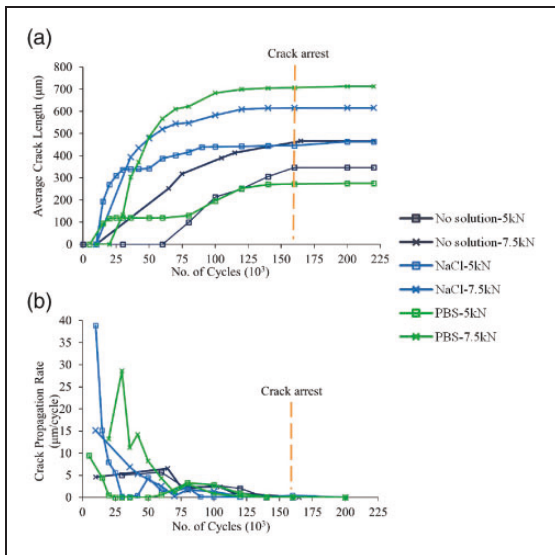 (a)
Crack arrest
800
700
600
500
400
300
200
100
0
Average Crack Length (µm)
0 25 50 75 100 125 150 175 200 225
No. of Cycles (10³)
No solution-5kN
No solution-7.5kN
NaCl-5kN
NaCl-7.5kN
PBS-5kN
PBS-7.5kN
(b)
Crack arrest
40
35
30
25
20
15
10
5
0
Crack Propagation Rate
(µm/cycle)
0 25 50 75 100 125 150 175 200 225
No. of Cycles (10³)